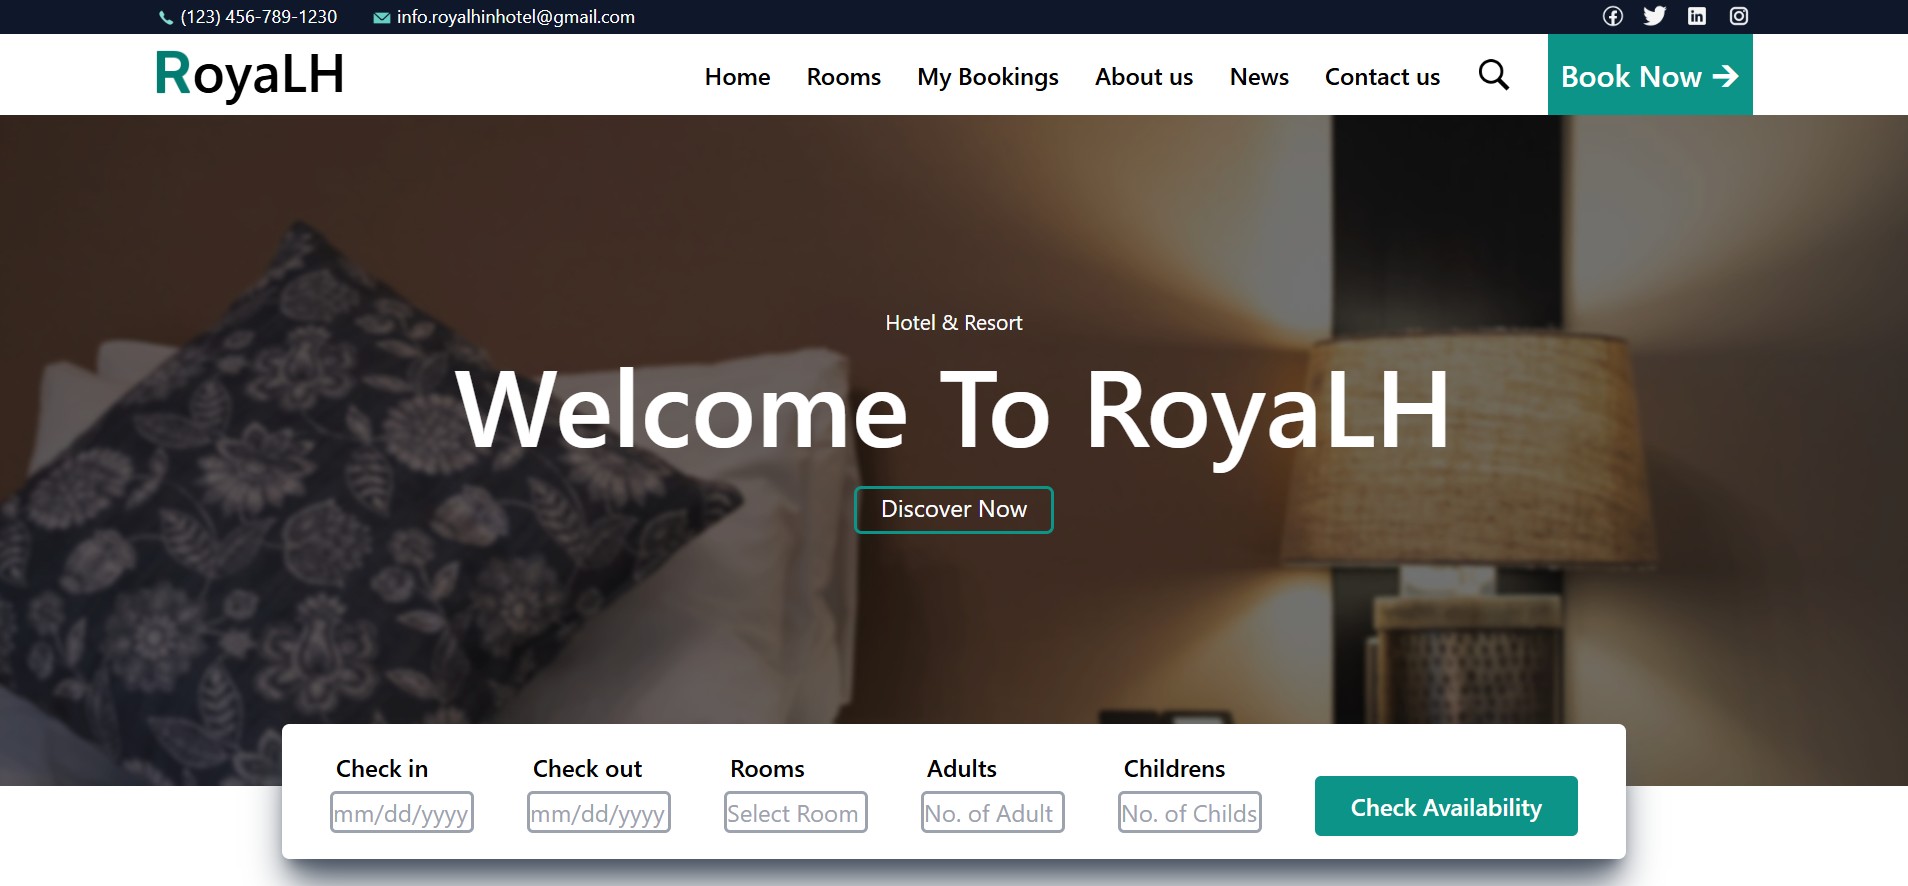 (123) 456-789-1230 info.royalhinhotel@gmail.com
RoyaLH Home Rooms My Bookings About us News Contact us Book Now →
Hotel & Resort
Welcome To RoyaLH
Discover Now
Check in Check out Rooms Adults Childrens
mm/dd/yyyy mm/dd/yyyy Select Room No. of Adult No. of Childs Check Availability